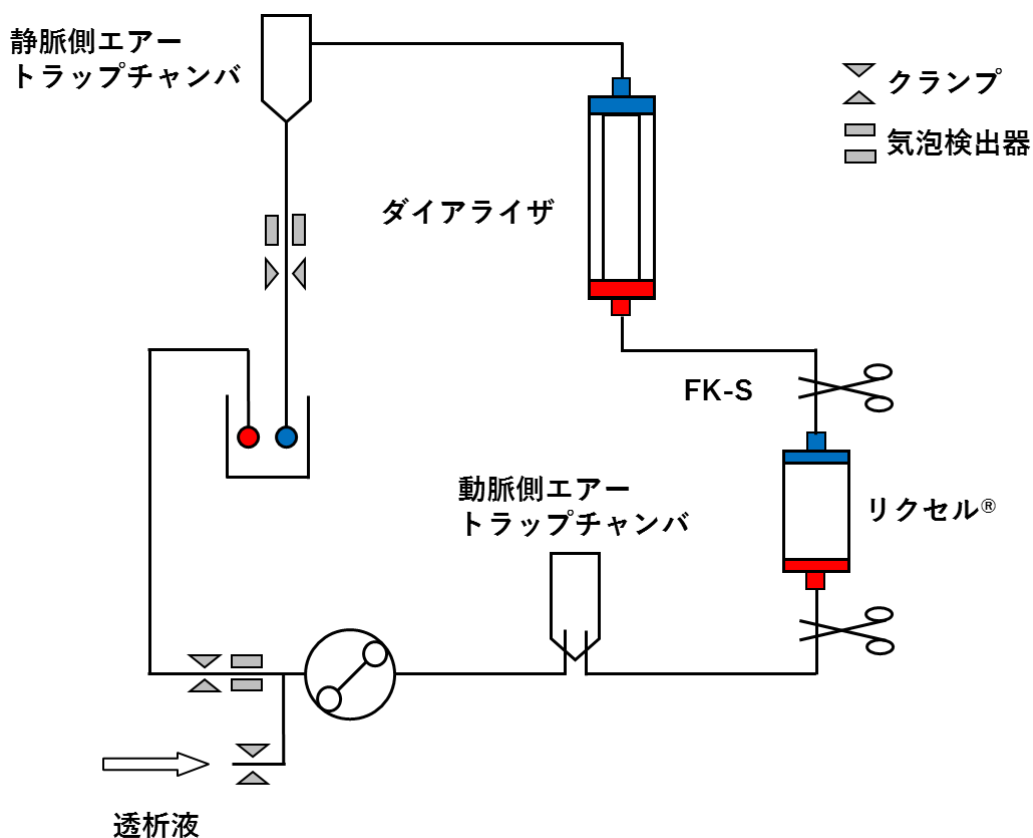 静脈側エアー
トラップチャンバ
クランプ
気泡検出器
ダイアライザ
FK-S
動脈側エアー
トラップチャンバ
リクセル®
透析液